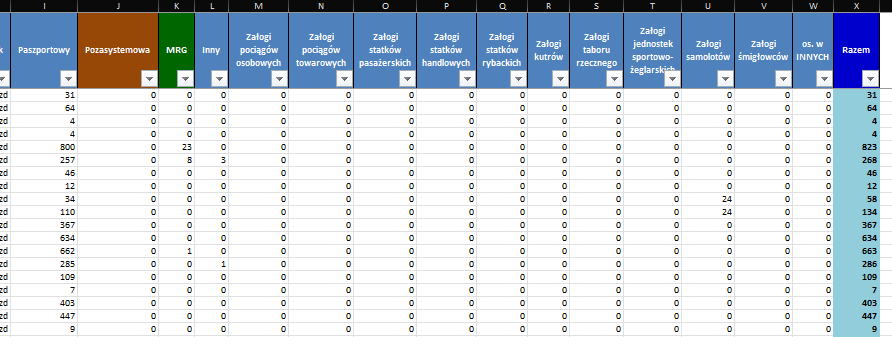 I J K L M N O P Q R S T U V W X
k Paszportowy Pozasystemowa MRG Inny Załogi pociągów osobowych Załogi pociągów towarowych Załogi statków pasażerskich Załogi statków handlowych Załogi statków rybackich Załogi kutrów Załogi taboru rzecznego Załogi jednostek sportowo-żeglarskich Załogi samolotów Załogi śmigłowców os. w INNYCH Razem
zd 31 0 0 0 0 0 0 0 0 0 0 0 0 0 0 31
zd 64 0 0 0 0 0 0 0 0 0 0 0 0 0 0 64
zd 4 0 0 0 0 0 0 0 0 0 0 0 0 0 0 4
zd 4 0 0 0 0 0 0 0 0 0 0 0 0 0 0 4
zd 800 0 23 0 0 0 0 0 0 0 0 0 0 0 0 823
zd 257 0 8 3 0 0 0 0 0 0 0 0 0 0 0 268
zd 46 0 0 0 0 0 0 0 0 0 0 0 0 0 0 46
zd 12 0 0 0 0 0 0 0 0 0 0 0 0 0 0 12
zd 34 0 0 0 0 0 0 0 0 0 0 0 24 0 0 58
zd 110 0 0 0 0 0 0 0 0 0 0 0 24 0 0 134
zd 367 0 0 0 0 0 0 0 0 0 0 0 0 0 0 367
zd 634 0 0 0 0 0 0 0 0 0 0 0 0 0 0 634
zd 662 0 1 0 0 0 0 0 0 0 0 0 0 0 0 663
zd 285 0 0 1 0 0 0 0 0 0 0 0 0 0 0 286
zd 109 0 0 0 0 0 0 0 0 0 0 0 0 0 0 109
zd 7 0 0 0 0 0 0 0 0 0 0 0 0 0 0 7
zd 403 0 0 0 0 0 0 0 0 0 0 0 0 0 0 403
zd 447 0 0 0 0 0 0 0 0 0 0 0 0 0 0 447
zd 9 0 0 0 0 0 0 0 0 0 0 0 0 0 0 9